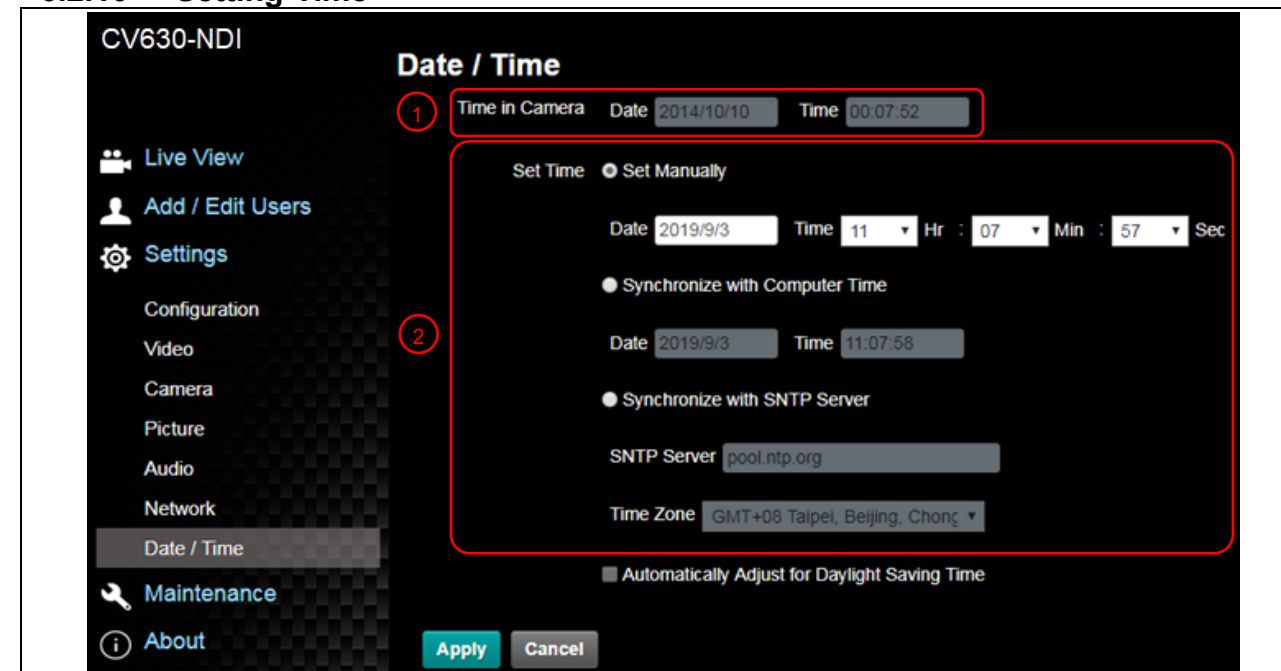 CV630-NDI
Date / Time
1 Time in Camera Date 2014/10/10 Time 00:07:52
Live View
Add / Edit Users
Settings
Configuration
Video
Camera
Picture
Audio
Network
Date / Time
Maintenance
About
2
Set Time Set Manually
Date 2019/9/3 Time 11 Hr : 07 Min : 57 Sec
Synchronize with Computer Time
Date 2019/9/3 Time 11:07:58
Synchronize with SNTP Server
SNTP Server pool.ntp.org
Time Zone GMT+08 Taipei, Beijing, Chong
Automatically Adjust for Daylight Saving Time
Apply Cancel